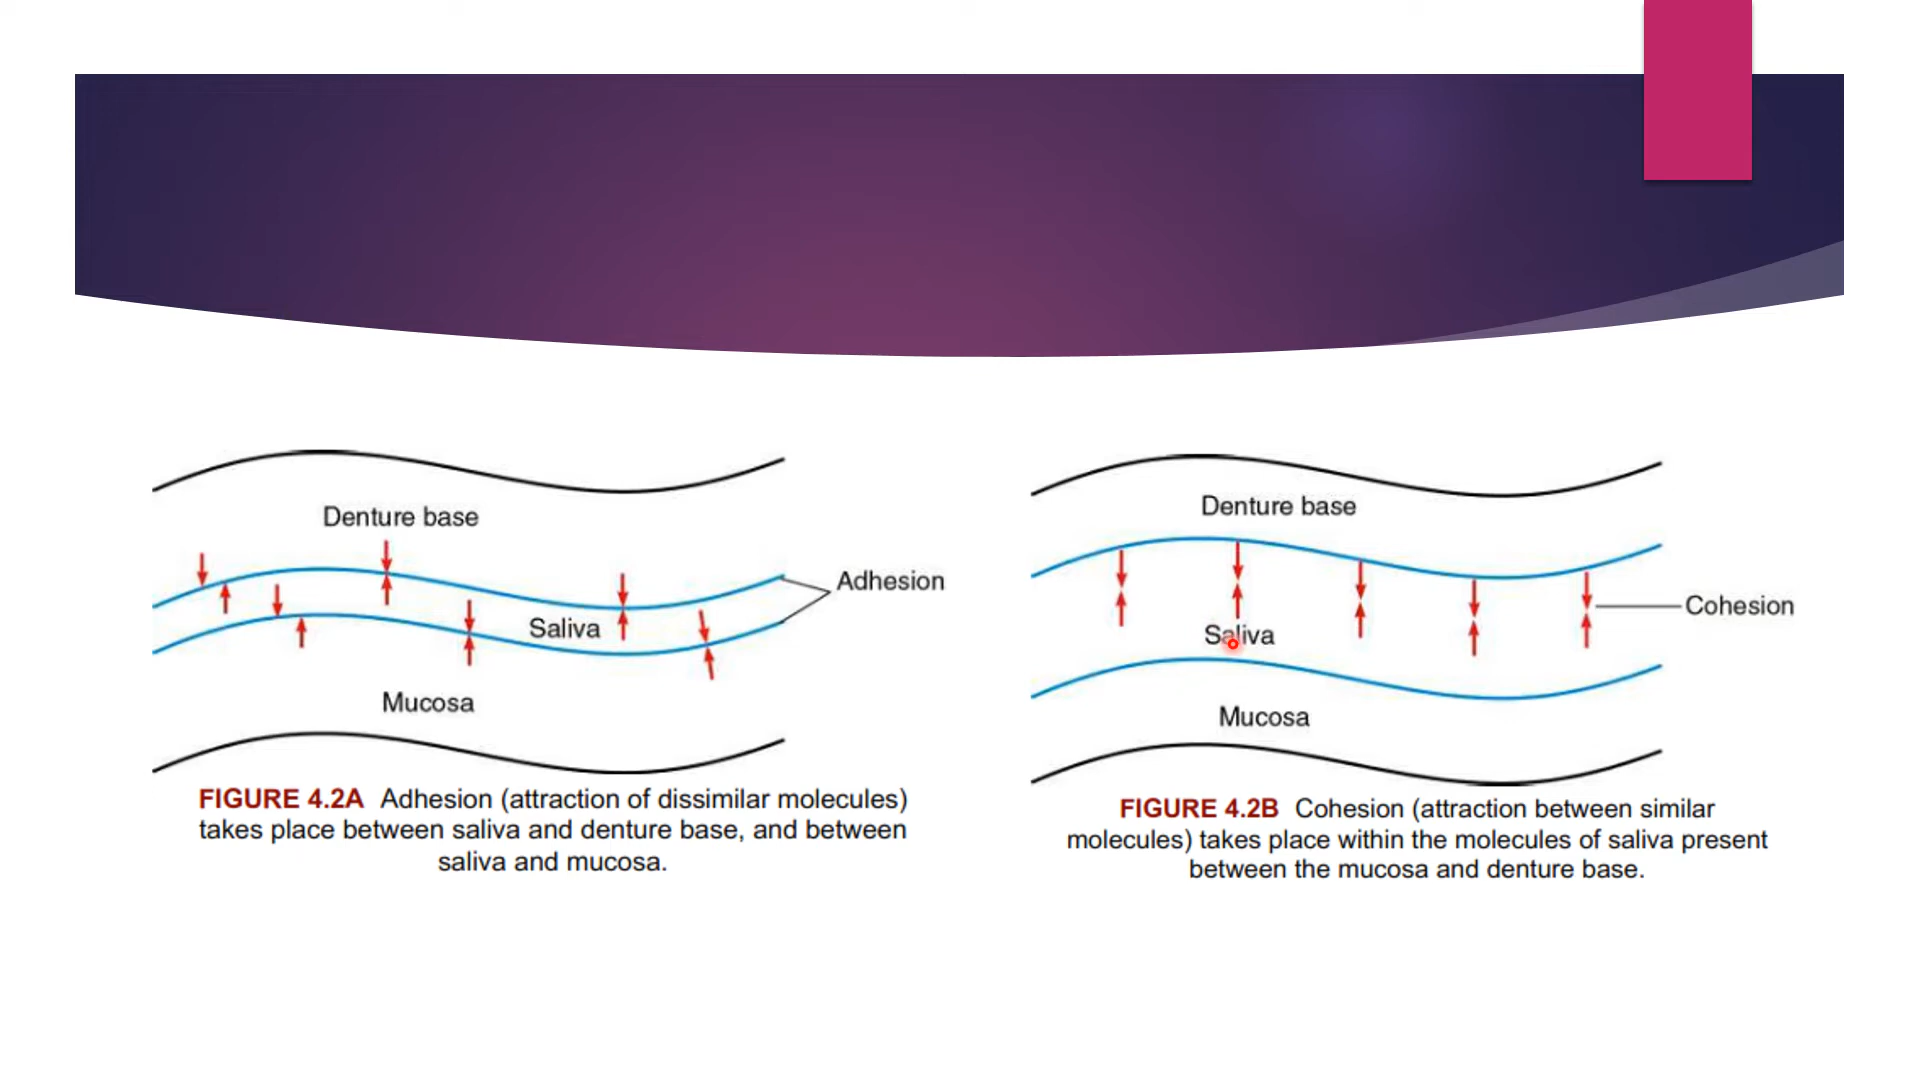 Denture base
Adhesion
Saliva
Mucosa
FIGURE 4.2A Adhesion (attraction of dissimilar molecules)
takes place between saliva and denture base, and between
saliva and mucosa.
Denture base
Cohesion
Saliva
Mucosa
FIGURE 4.2B Cohesion (attraction between similar
molecules) takes place within the molecules of saliva present
between the mucosa and denture base.